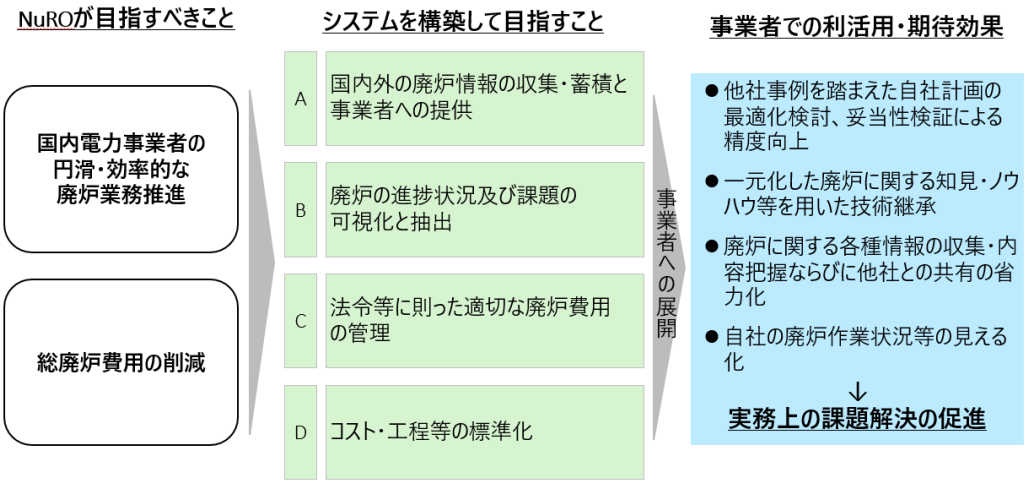 NuROが目指すべきこと
国内電力事業者の
円滑・効率的な
廃炉業務推進
総廃炉費用の削減
システムを構築して目指すこと
A
国内外の廃炉情報の収集・蓄積と
事業者への提供
B
廃炉の進捗状況及び課題の
可視化と抽出
C
法令等に則った適切な廃炉費用
の管理
D
コスト・工程等の標準化
事業者への展開
事業者での利活用・期待効果
● 他社事例を踏まえた自社計画の
最適化検討、妥当性検証による
精度向上
● 一元化した廃炉に関する知見・ノウ
ハウ等を用いた技術継承
● 廃炉に関する各種情報の収集・内
容把握ならびに他社との共有の省
力化
● 自社の廃炉作業状況等の見える
化
↓
実務上の課題解決の促進